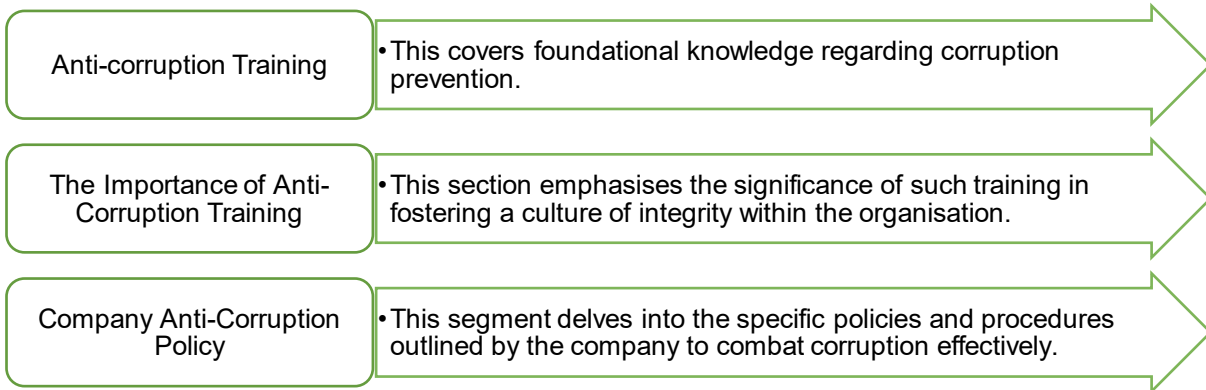 Anti-corruption Training
•This covers foundational knowledge regarding corruption
prevention.
The Importance of Anti-
Corruption Training
•This section emphasises the significance of such training in
fostering a culture of integrity within the organisation.
Company Anti-Corruption
Policy
•This segment delves into the specific policies and procedures
outlined by the company to combat corruption effectively.